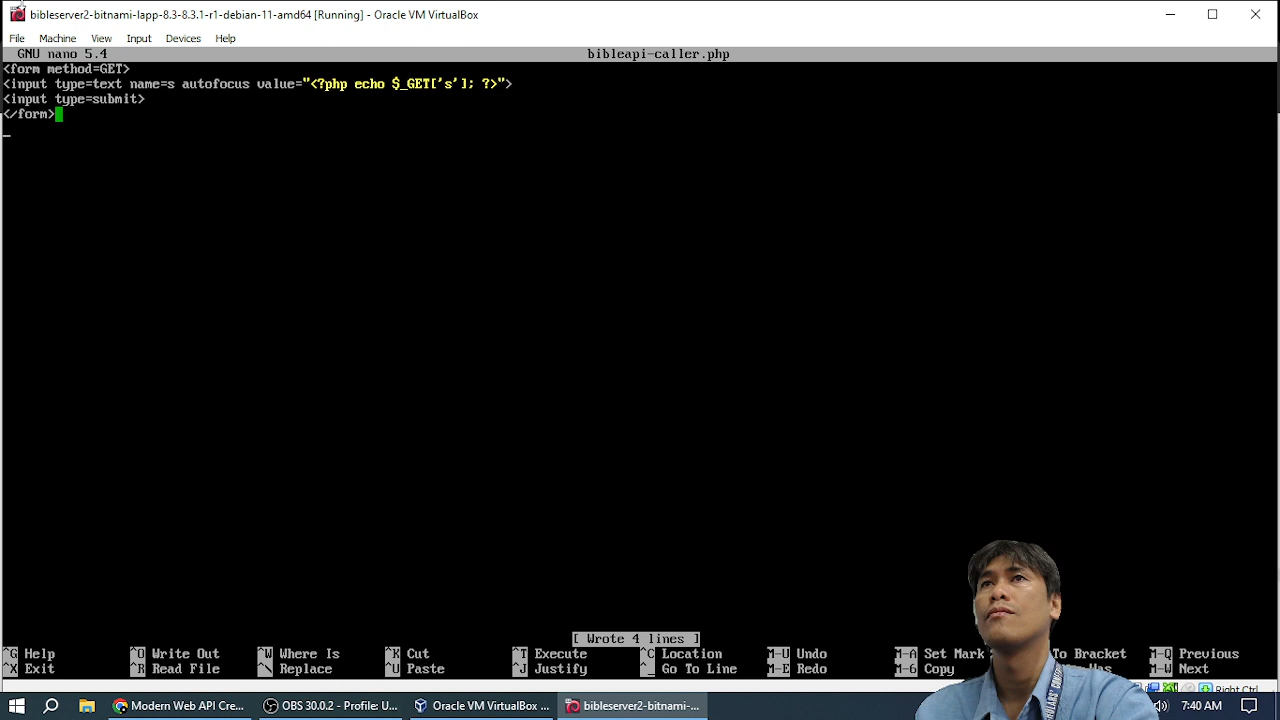 bibleserver2-bitnami-lapp-8.3-8.3.1-r1-debian-11-amd64 [Running] - Oracle VM VirtualBox
File Machine View Input Devices Help
GNU nano 5.4 bibleapi-caller.php
<form method=GET>
<input type=text name=s autofocus value="<?php echo $_GET['s']; ?>">
<input type=submit>
</form>
[ Wrote 4 lines ]
^G Help ^O Write Out ^W Where Is ^K Cut ^T Execute ^C Location M-U Undo M-A Set Mark To Bracket M-Q Previous
^X Exit ^R Read File ^\ Replace ^U Paste ^J Justify ^_ Go To Line M-E Redo M-6 Copy Was M-W Next
Right Ctrl
Modern Web API Cre... OBS 30.0.2 - Profile: U... Oracle VM VirtualBox ... bibleserver2-bitnami-... 7:40 AM